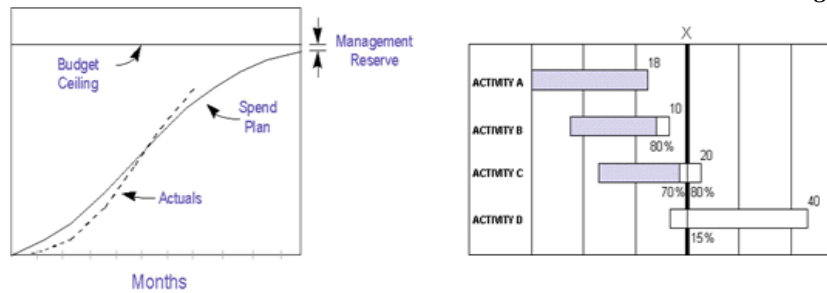 Management
Reserve
Budget
Ceiling
Spend
Plan
Actuals
Months
X
18
ACTIVITY A
10
ACTIVITY B
80%
20
ACTIVITY C
70% 80%
40
ACTIVITY D
15%